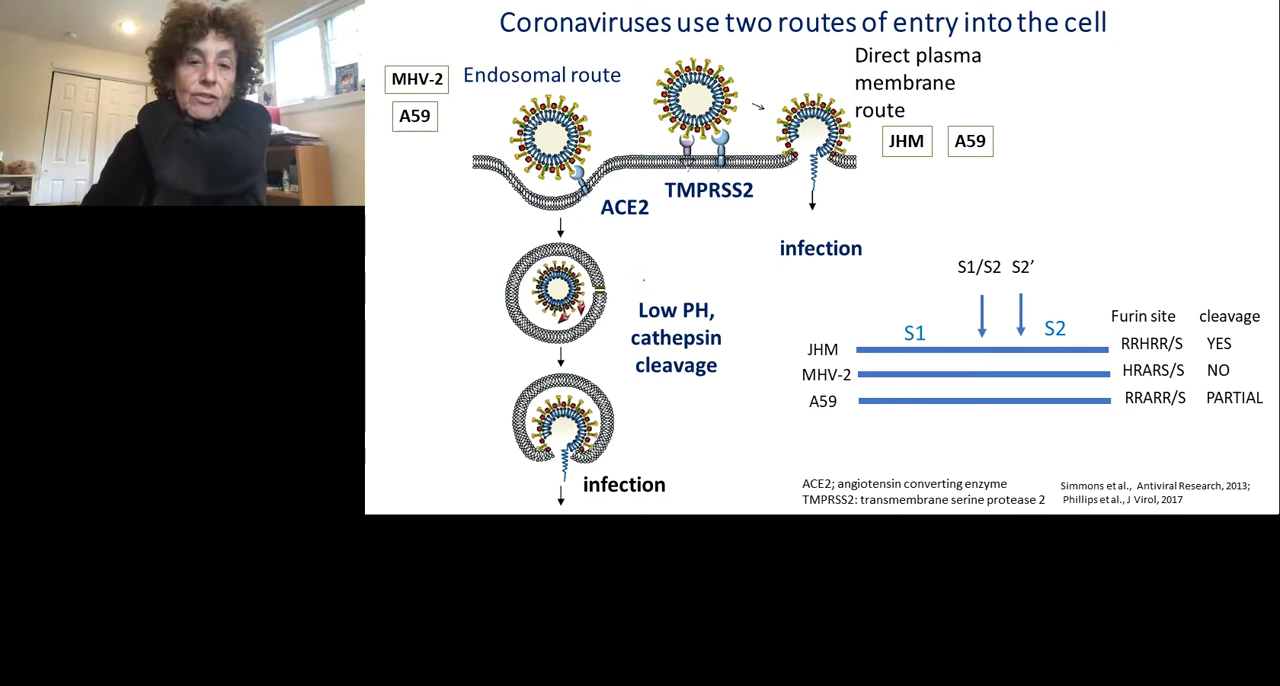 Coronaviruses use two routes of entry into the cell
MHV-2
Endosomal route
A59
Direct plasma
membrane
route
JHM
A59
TMPRSS2
ACE2
infection
Low PH,
cathepsin
cleavage
infection
S1/S2 S2’
S1
S2
Furin site cleavage
JHM RRHRR/S YES
MHV-2 HRARS/S NO
A59 RRARR/S PARTIAL
ACE2; angiotensin converting enzyme
TMPRSS2: transmembrane serine protease 2
Simmons et al., Antiviral Research, 2013;
Phillips et al., J Virol, 2017